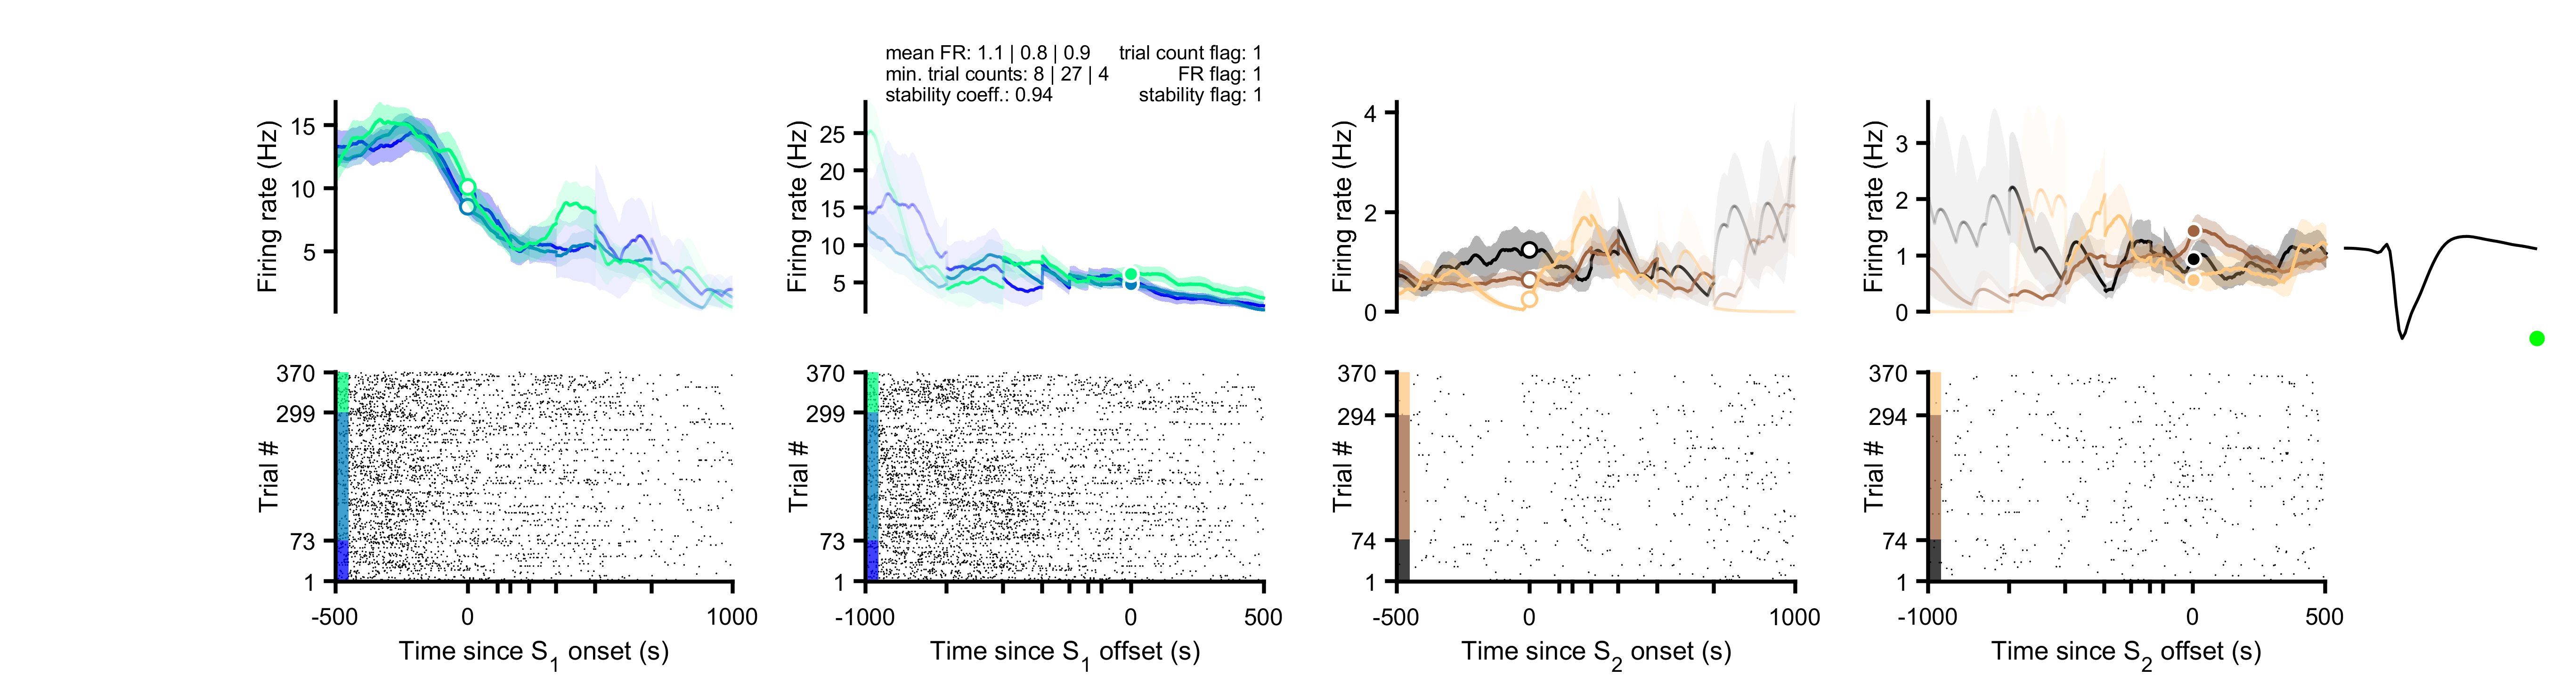 mean FR: 1.1 | 0.8 | 0.9
trial count flag: 1
min. trial counts: 8 | 27 | 4
FR flag: 1
stability coeff.: 0.94
stability flag: 1
Firing rate (Hz)
15
10
5
Firing rate (Hz)
25
20
15
10
5
Firing rate (Hz)
4
2
0
Firing rate (Hz)
3
2
1
0
Trial #
370
299
73
1
-500
0
1000
Time since S1 onset (s)
Trial #
370
299
73
1
-1000
0
500
Time since S1 offset (s)
Trial #
370
294
74
1
-500
0
1000
Time since S2 onset (s)
Trial #
370
294
74
1
-1000
0
500
Time since S2 offset (s)